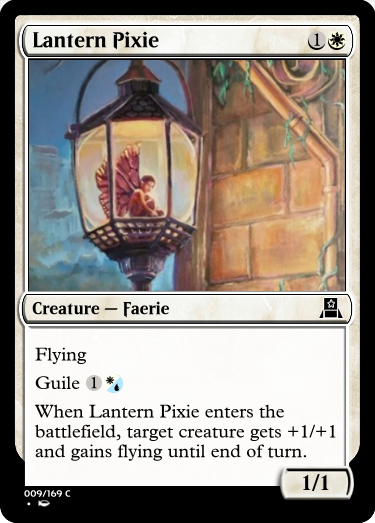 Lantern Pixie 1
Creature — Faerie
Flying
Guile 1
When Lantern Pixie enters the
battlefield, target creature gets +1/+1
and gains flying until end of turn.
1/1
009/169 C